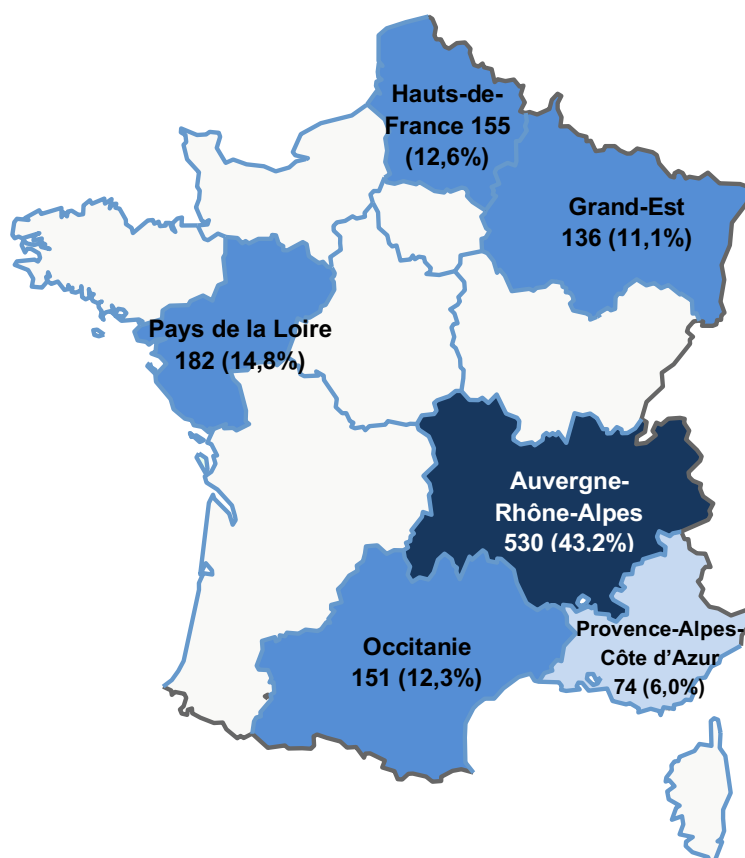 Hauts-de-
France 155
(12,6%)
Grand-Est
136 (11,1%)
Pays de la Loire
182 (14,8%)
Auvergne-
Rhône-Alpes
530 (43,2%)
Provence-Alpes-
Côte d’Azur
74 (6,0%)
Occitanie
151 (12,3%)